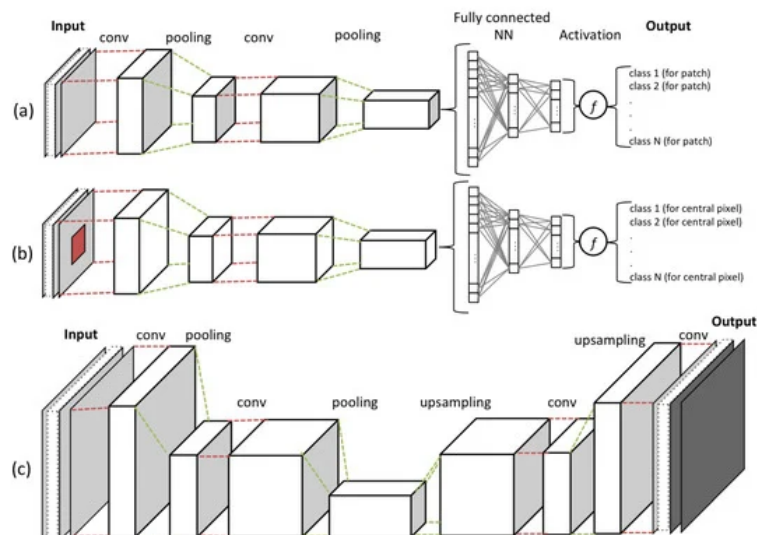 Input
conv
pooling
conv
pooling
Fully connected
NN
Activation
Output
(a)
f
class 1 (for patch)
class 2 (for patch)
.
.
.
class N (for patch)
(b)
f
class 1 (for central pixel)
class 2 (for central pixel)
.
.
.
class N (for central pixel)
Input
conv
pooling
conv
pooling
upsampling
conv
upsampling
conv
Output
(c)